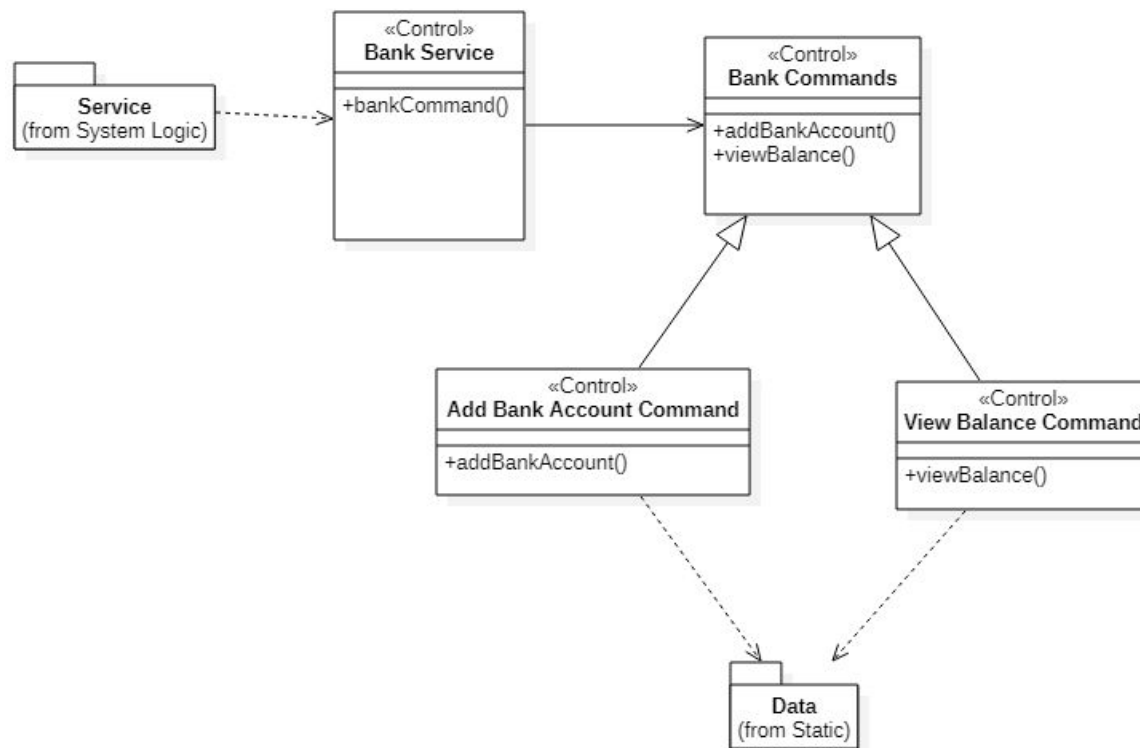 «Control»
Bank Service
+bankCommand()
Service
(from System Logic)
«Control»
Bank Commands
+addBankAccount()
+viewBalance()
«Control»
Add Bank Account Command
+addBankAccount()
«Control»
View Balance Command
+viewBalance()
Data
(from Static)